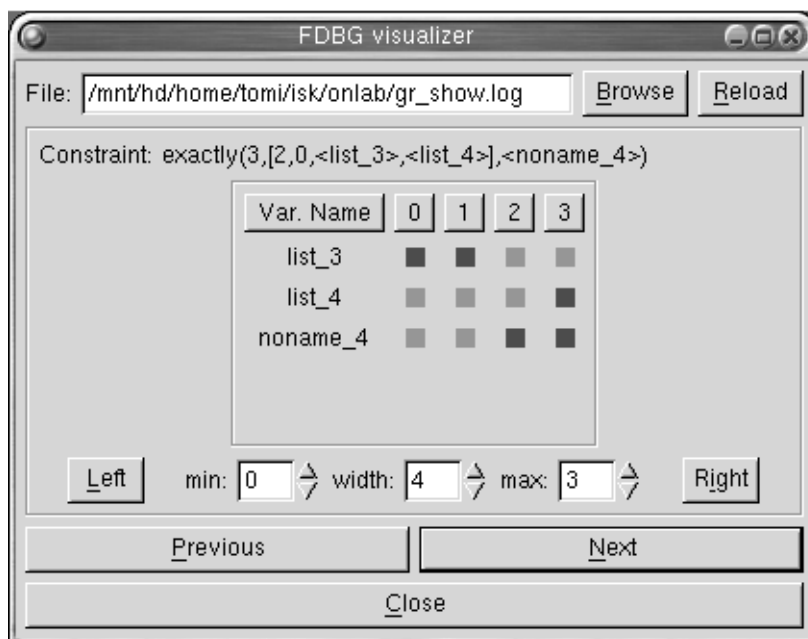 FDBG visualizer
File: /mnt/hd/home/tomi/isk/onlab/gr_show.log Browse Reload
Constraint: exactly(3,[2,0,<list_3>,<list_4>],<noname_4>)
Var. Name 0 1 2 3
list_3
list_4
noname_4
Left min: 0 width: 4 max: 3 Right
Previous Next
Close